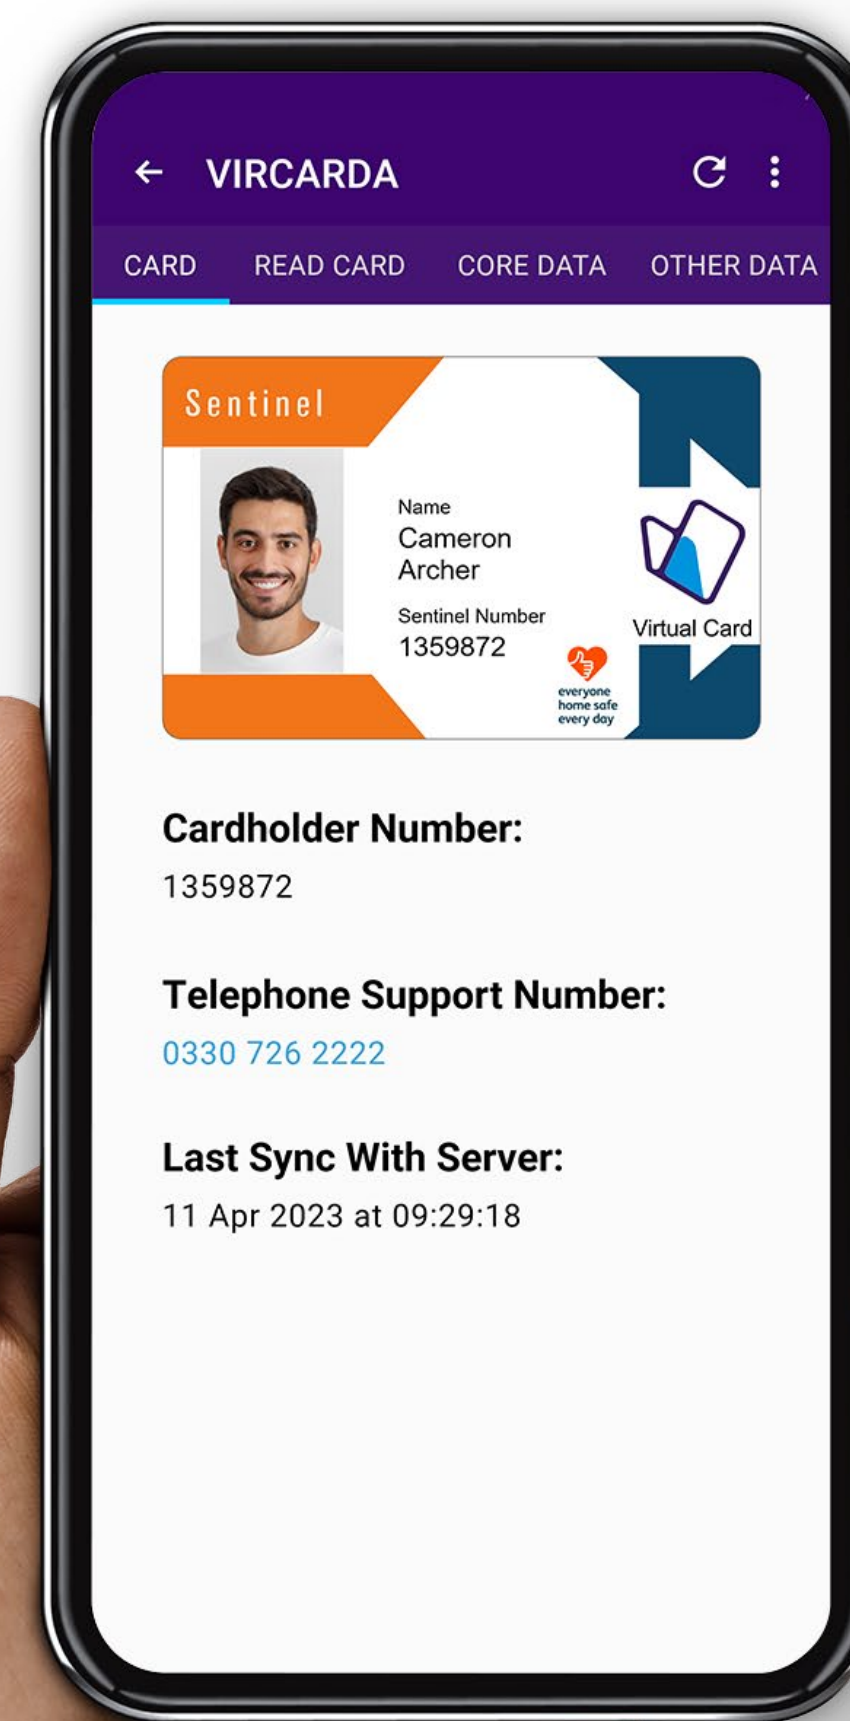 VIRCARDA
CARD READ CARD CORE DATA OTHER DATA
Sentinel
Name
Cameron
Archer
Sentinel Number
1359872
everyone
home safe
every day
Virtual Card
Cardholder Number:
1359872
Telephone Support Number:
0330 726 2222
Last Sync With Server:
11 Apr 2023 at 09:29:18